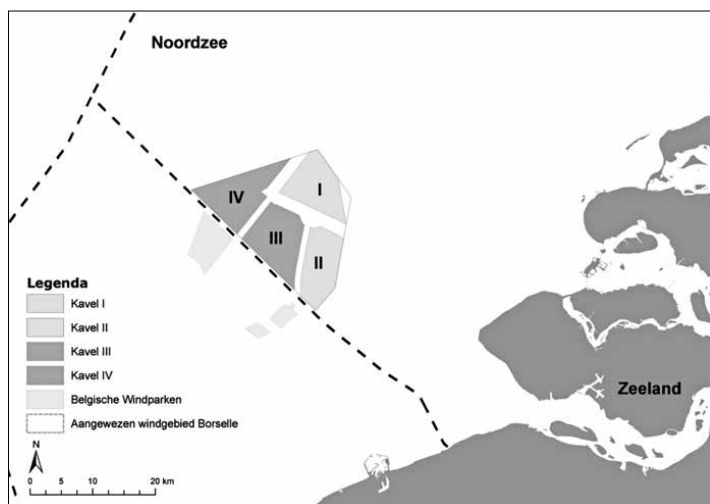 Noordzee
I
IV
III
II
Legenda
Kavel I
Kavel II
Kavel III
Kavel IV
Belgische Windparken
Aangewezen windgebied Borselle
Zeeland
N
0 5 10 20 km